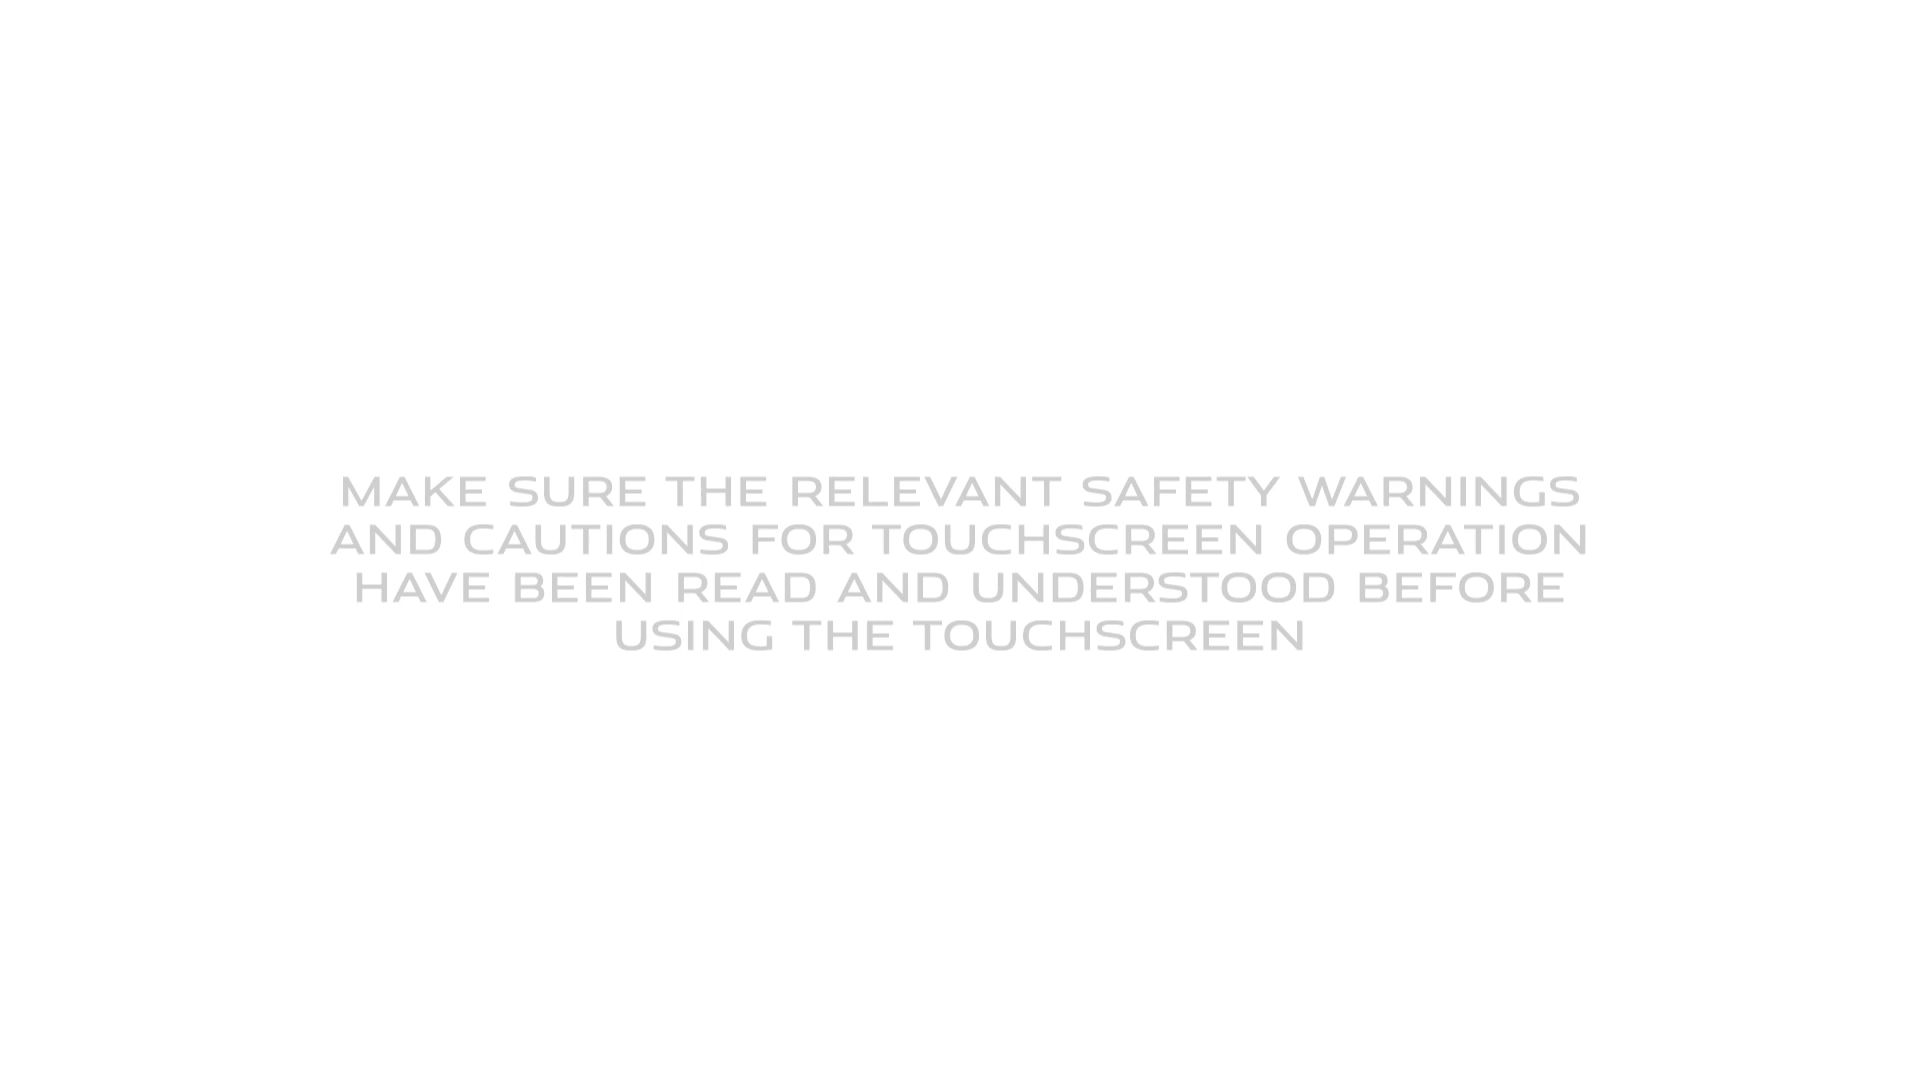 MAKE SURE THE RELEVANT SAFETY WARNINGS
AND CAUTIONS FOR TOUCHSCREEN OPERATION
HAVE BEEN READ AND UNDERSTOOD BEFORE
USING THE TOUCHSCREEN